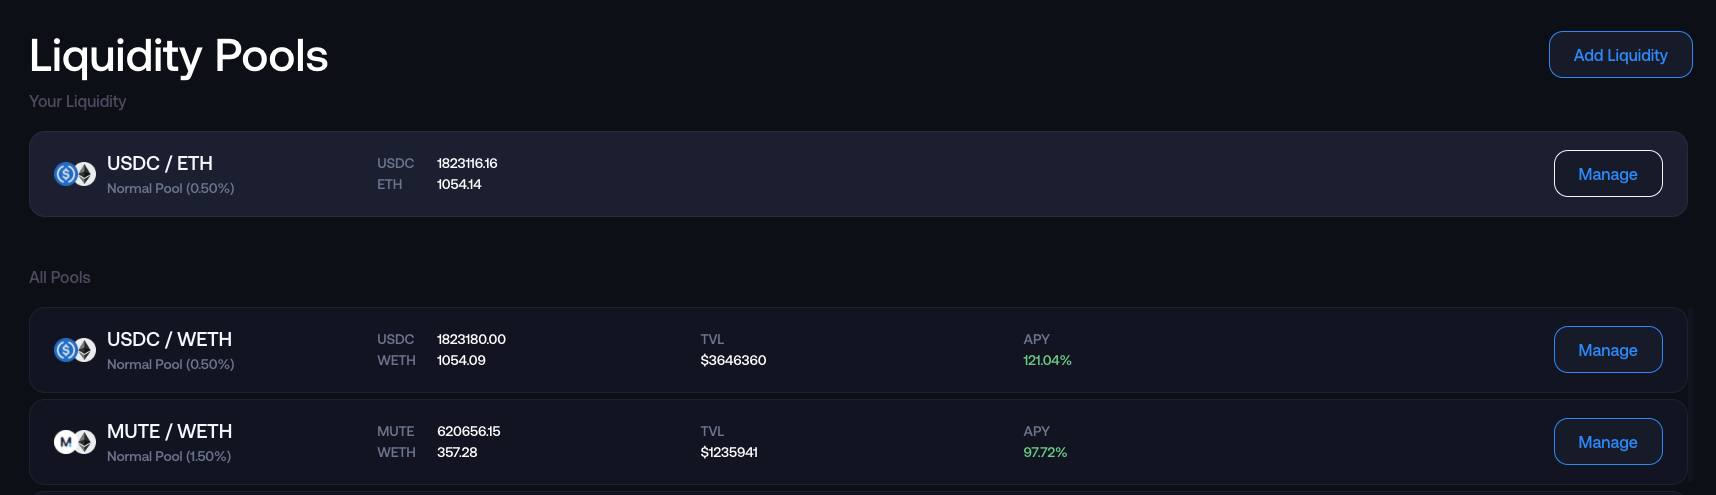 Liquidity Pools
Add Liquidity
Your Liquidity
USDC / ETH
Normal Pool (0.50%)
USDC 1823116.16
ETH 1054.14
Manage
All Pools
USDC / WETH
Normal Pool (0.50%)
USDC 1823180.00
WETH 1054.09
TVL
$3646360
APY
121.04%
Manage
M.
MUTE / WETH
Normal Pool (1.50%)
MUTE 620656.15
WETH 357.28
TVL
$1235941
APY
97.72%
Manage